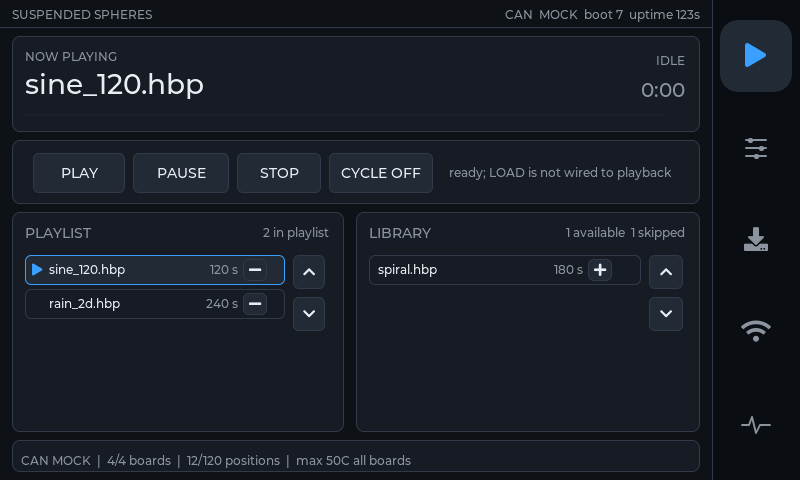 SUSPENDED SPHERES
CAN MOCK boot 7 uptime 123s
NOW PLAYING
IDLE
sine_120.hbp
0:00
PLAY
PAUSE
STOP
CYCLE OFF
ready; LOAD is not wired to playback
PLAYLIST
2 in playlist
sine_120.hbp
120 s
rain_2d.hbp
240 s
LIBRARY
1 available 1 skipped
spiral.hbp
180 s
CAN MOCK | 4/4 boards | 12/120 positions | max 50C all boards